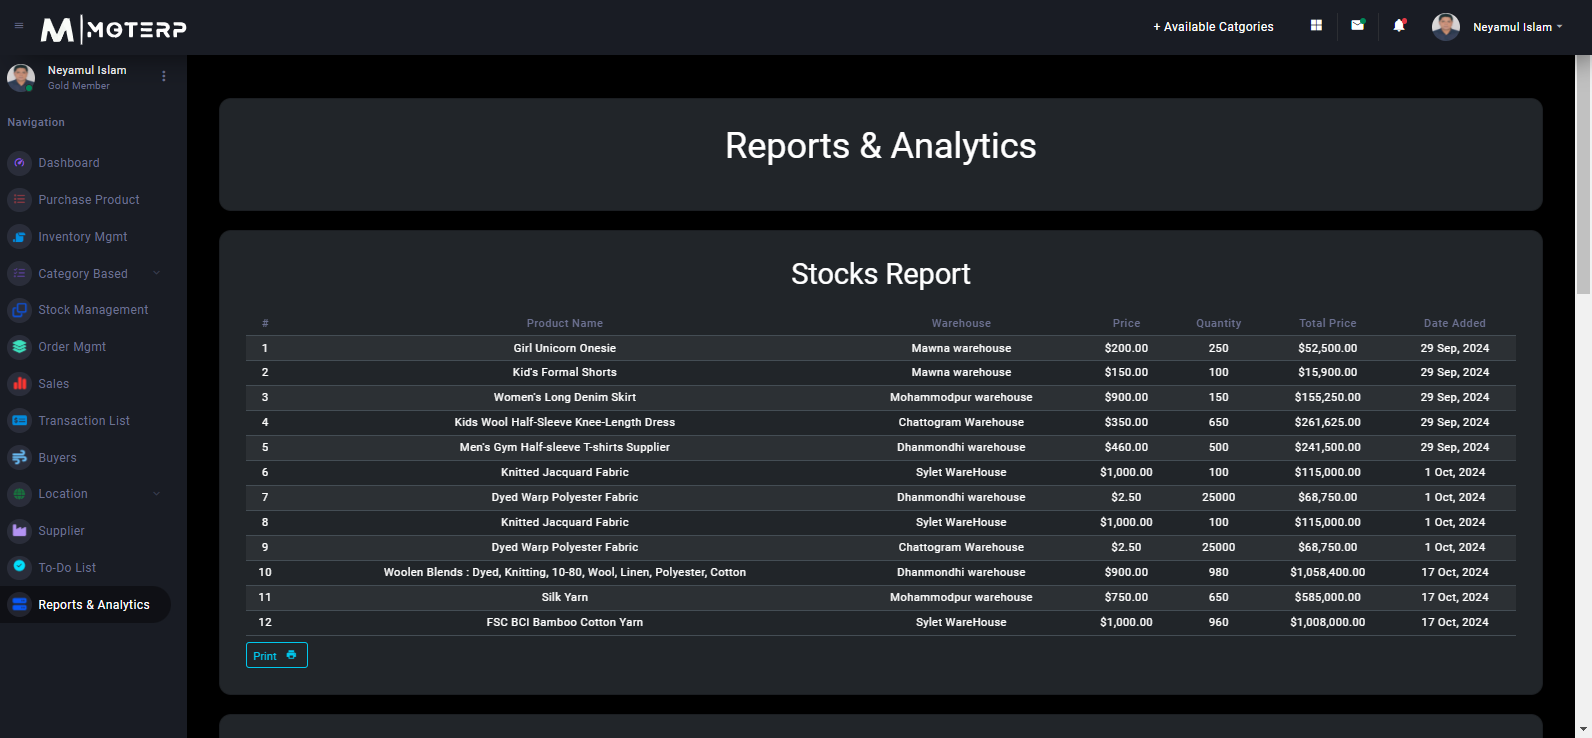 M|MOTERP
+ Available Catgories
Neyamul Islam
Neyamul Islam
Gold Member
Navigation
Dashboard
Purchase Product
Inventory Mgmt
Category Based
Stock Management
Order Mgmt
Sales
Transaction List
Buyers
Location
Supplier
To-Do List
Reports & Analytics
Reports & Analytics
Stocks Report
# Product Name Warehouse Price Quantity Total Price Date Added
1 Girl Unicorn Onesie Mawna warehouse $200.00 250 $52,500.00 29 Sep, 2024
2 Kid's Formal Shorts Mawna warehouse $150.00 100 $15,900.00 29 Sep, 2024
3 Women's Long Denim Skirt Mohammodpur warehouse $900.00 150 $155,250.00 29 Sep, 2024
4 Kids Wool Half-Sleeve Knee-Length Dress Chattogram Warehouse $350.00 650 $261,625.00 29 Sep, 2024
5 Men's Gym Half-sleeve T-shirts Supplier Dhanmondhi warehouse $460.00 500 $241,500.00 29 Sep, 2024
6 Knitted Jacquard Fabric Sylet WareHouse $1,000.00 100 $115,000.00 1 Oct, 2024
7 Dyed Warp Polyester Fabric Dhanmondhi warehouse $2.50 25000 $68,750.00 1 Oct, 2024
8 Knitted Jacquard Fabric Sylet WareHouse $1,000.00 100 $115,000.00 1 Oct, 2024
9 Dyed Warp Polyester Fabric Chattogram Warehouse $2.50 25000 $68,750.00 1 Oct, 2024
10 Woolen Blends : Dyed, Knitting, 10-80, Wool, Linen, Polyester, Cotton Dhanmondhi warehouse $900.00 980 $1,058,400.00 17 Oct, 2024
11 Silk Yarn Mohammodpur warehouse $750.00 650 $585,000.00 17 Oct, 2024
12 FSC BCI Bamboo Cotton Yarn Sylet WareHouse $1,000.00 960 $1,008,000.00 17 Oct, 2024
Print